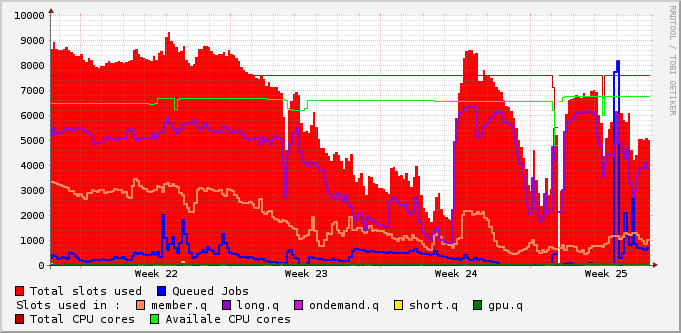 10000
9000
8000
7000
6000
5000
4000
3000
2000
1000
0
Week 22 Week 23 Week 24 Week 25
Total slots used Queued Jobs
Slots used in : member.q long.q ondemand.q short.q gpu.q
Total CPU cores Availale CPU cores
RRDTOOL / TOBI OETIKER